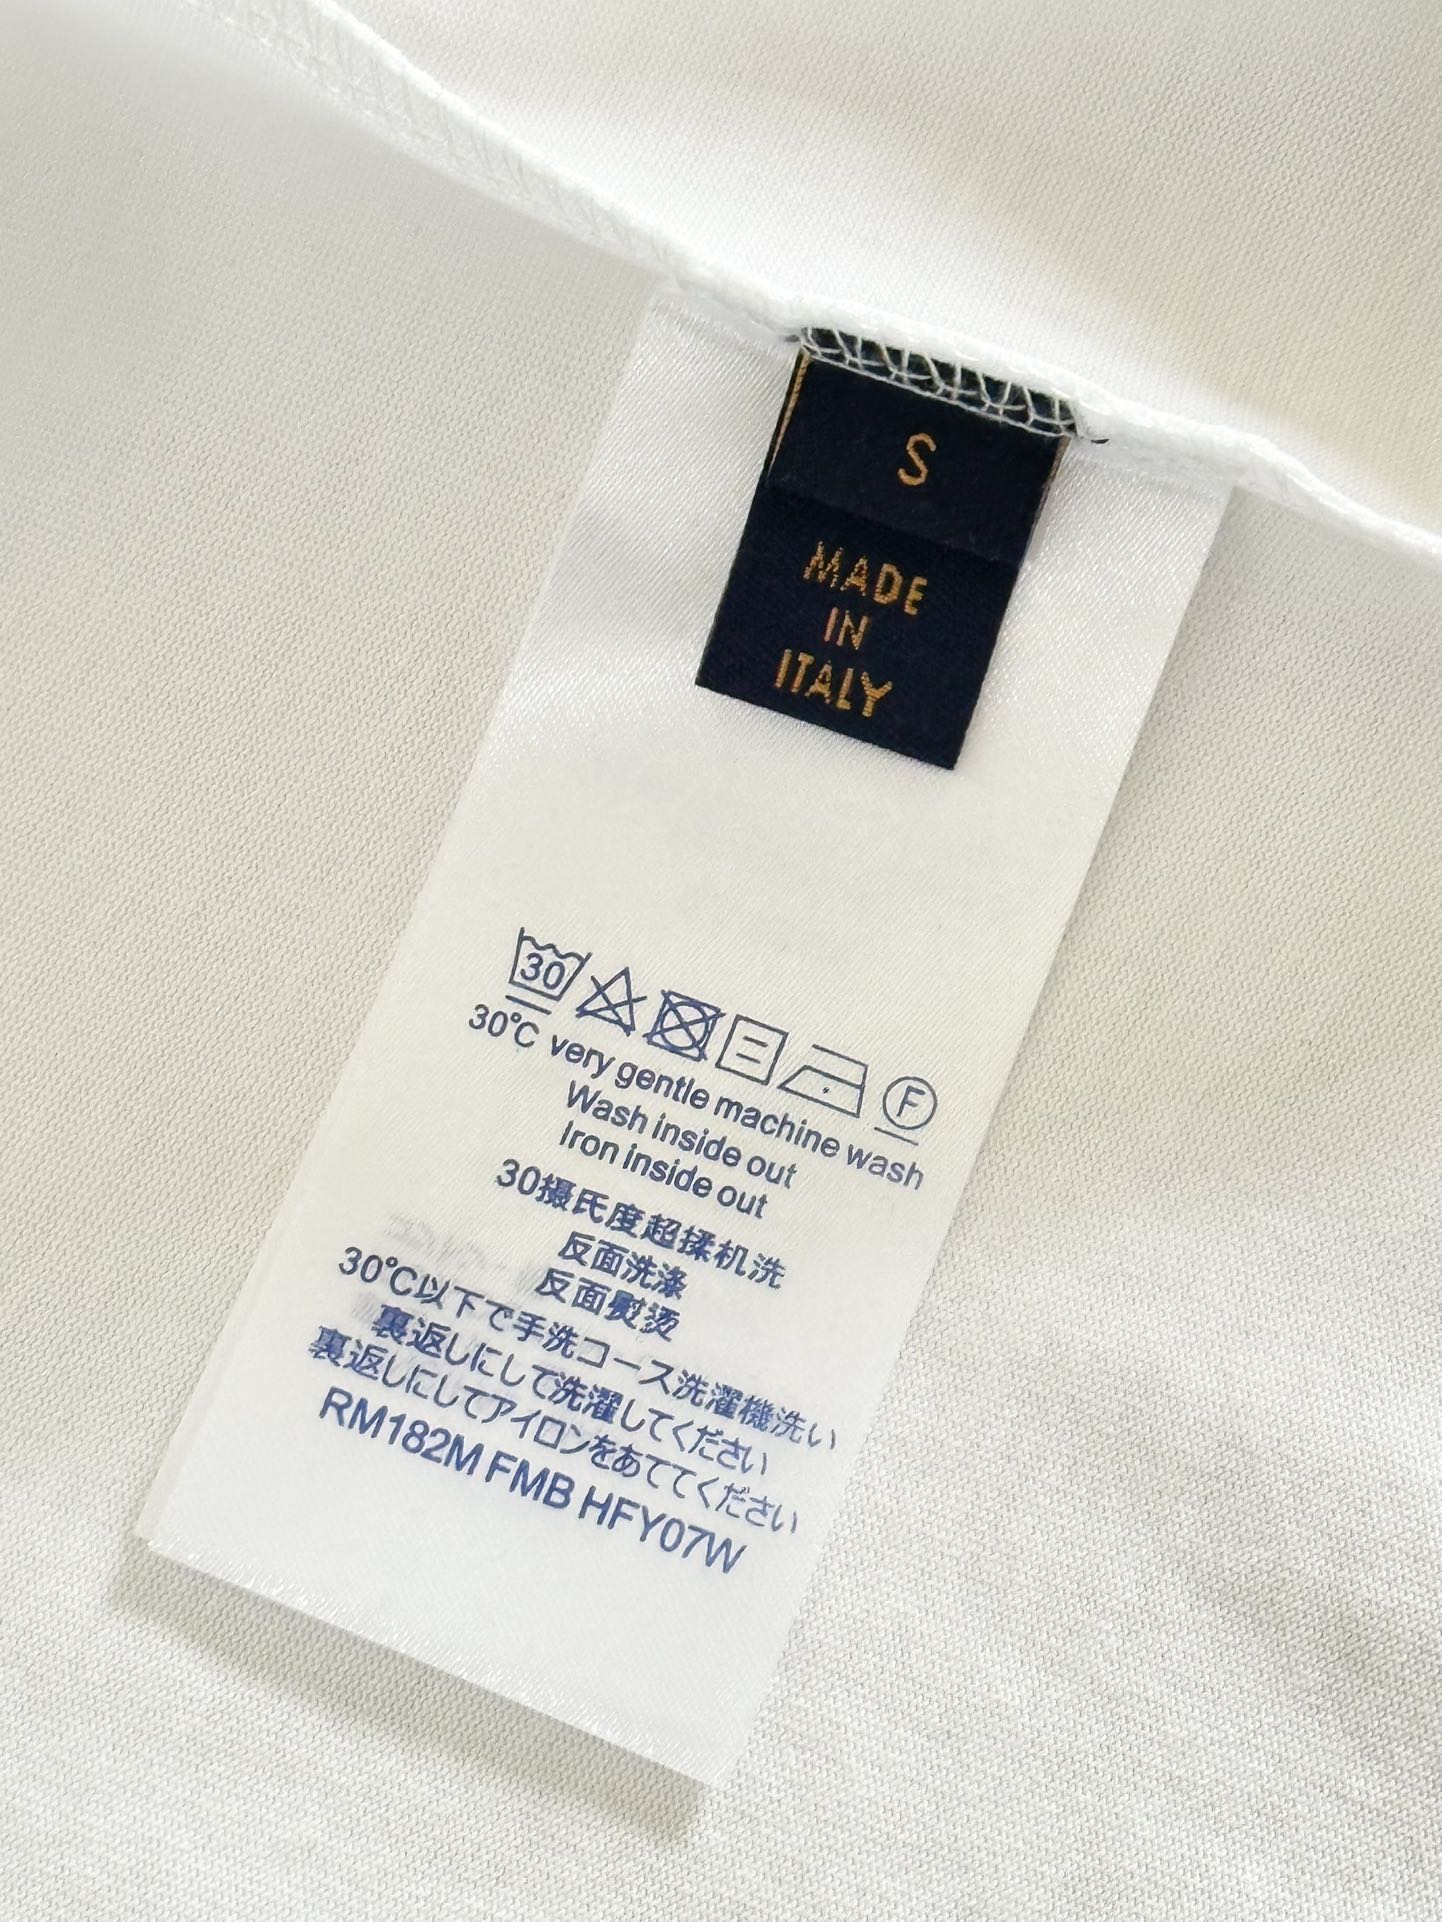 S
MADE
IN
ITALY
30
F
30°C very gentle machine wash
Wash inside out
Iron inside out
30摄氏度超揉机洗
反面洗涤
反面熨烫
30°C以下で手洗コース洗濯機洗い
裏返しにして洗濯してください
裏返しにしてアイロンをあててください
RM182M FMB HFY07W